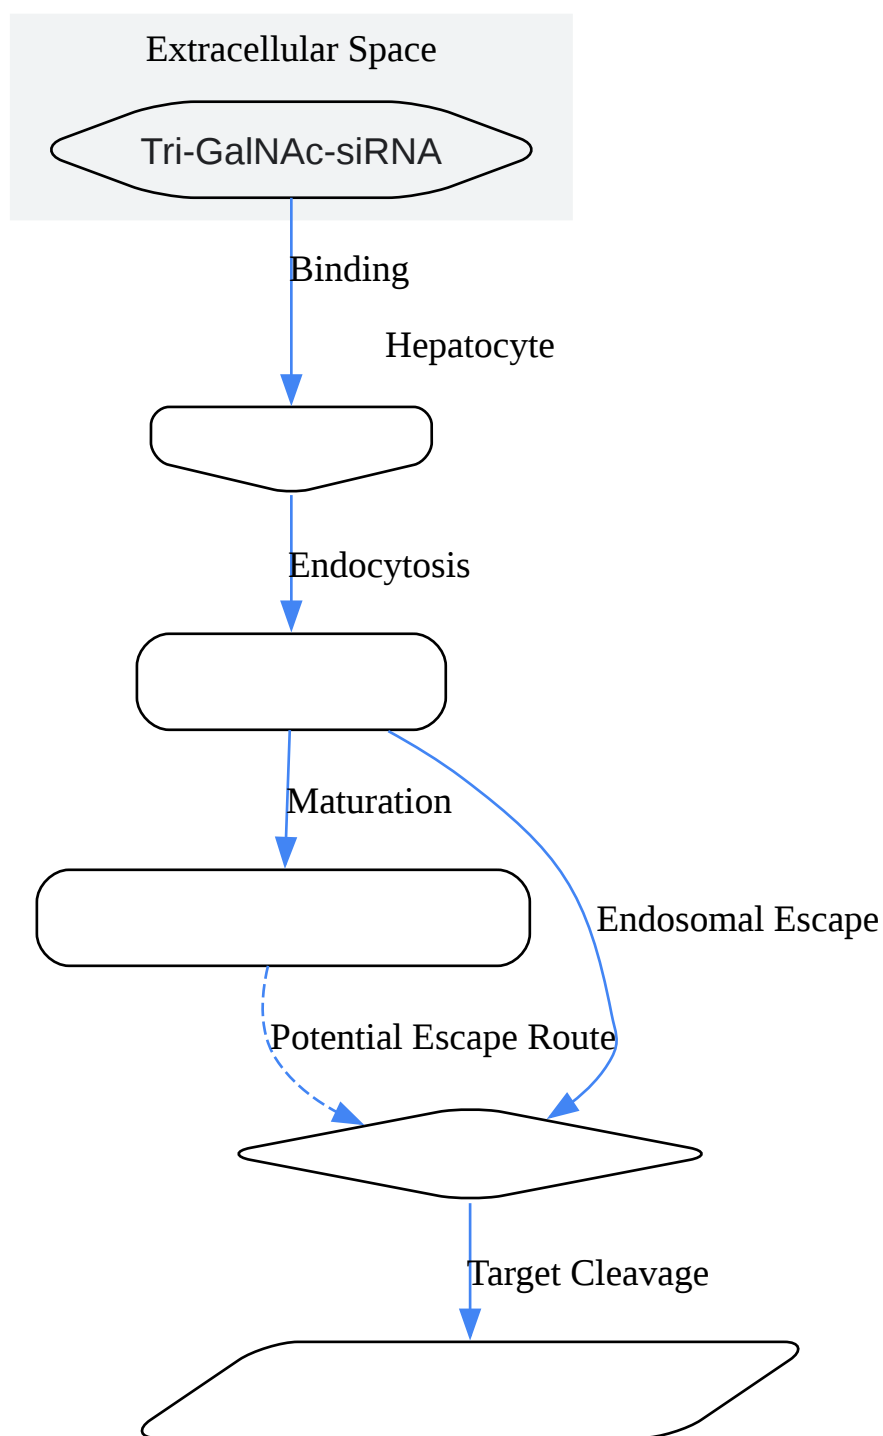 Extracellular Space
Tri-GalNAc-siRNA
Binding
Hepatocyte
Endocytosis
Maturation
Endosomal Escape
Potential Escape Route
Target Cleavage